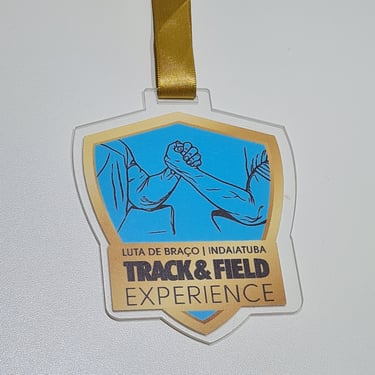 LUTA DE BRAÇO | INDAIATUBA
TRACK&FIELD
EXPERIENCE